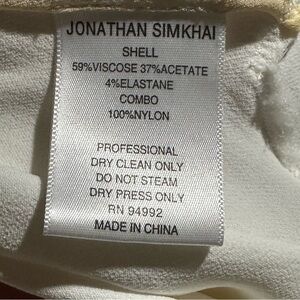 JONATHAN SIMKHAI
SHELL
59%VISCOSE 37%ACETATE
4%ELASTANE
COMBO
100%NYLON
PROFESSIONAL
DRY CLEAN ONLY
DO NOT STEAM
DRY PRESS ONLY
RN 94992
MADE IN CHINA